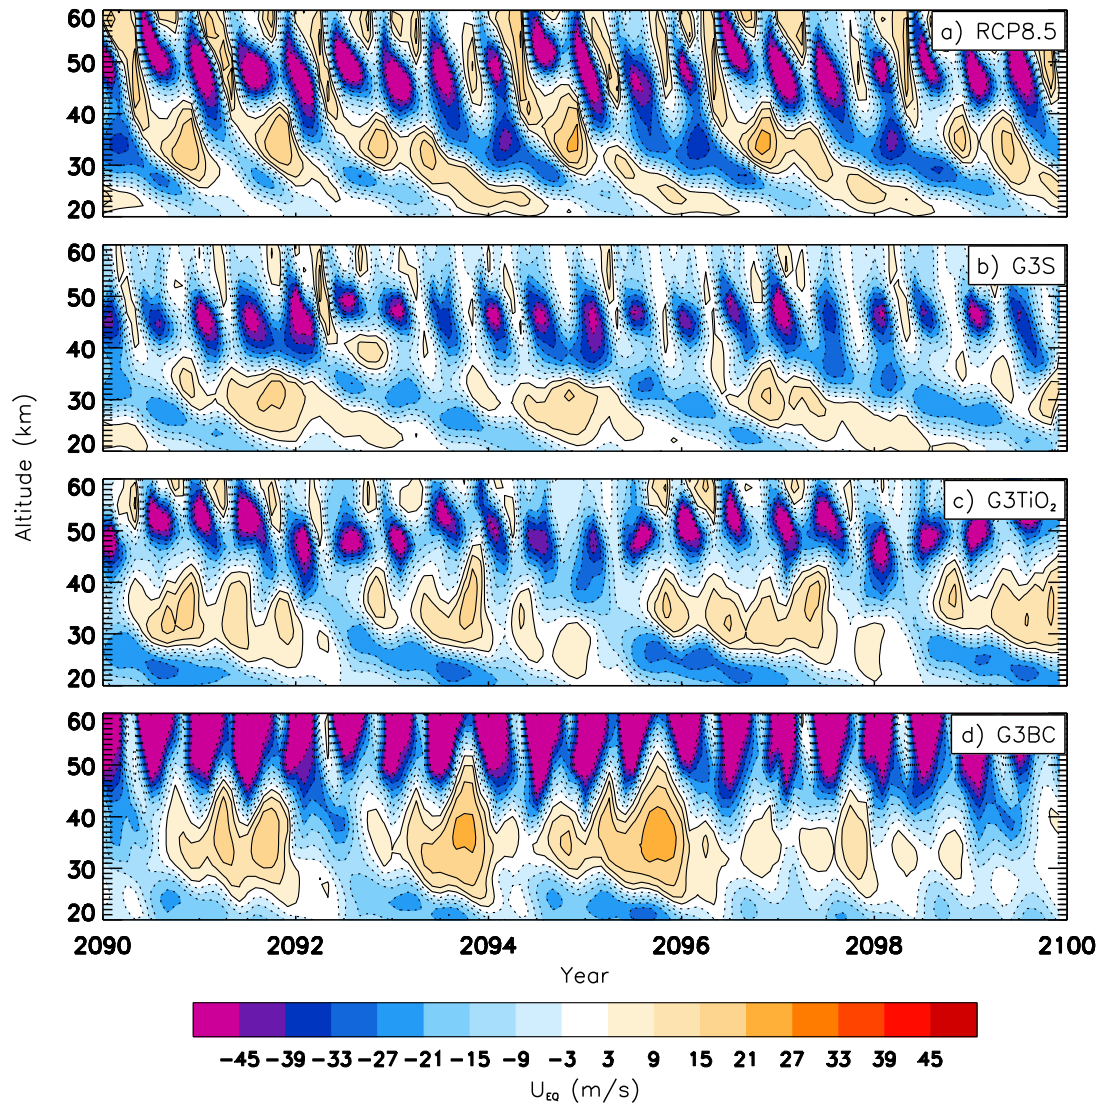 60
50
40
30
20
a) RCP8.5
60
50
40
30
20
b) G3S
60
50
40
30
20
c) G3TiO₂
60
50
40
30
20
d) G3BC
Altitude (km)
2090 2092 2094 2096 2098 2100
Year
−45 −39 −33 −27 −21 −15 −9 −3 3 9 15 21 27 33 39 45
U_EQ (m/s)